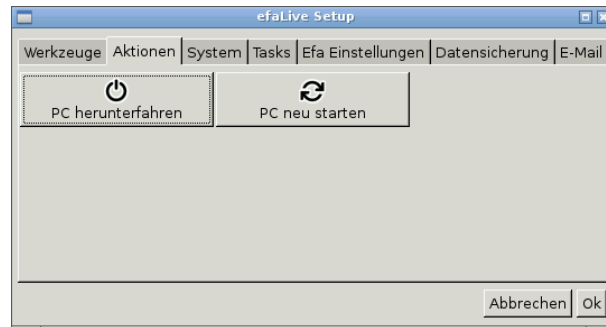 efaLive Setup
Werkzeuge Aktionen System Tasks Efa Einstellungen Datensicherung E-Mail
PC herunterfahren PC neu starten
Abbrechen Ok